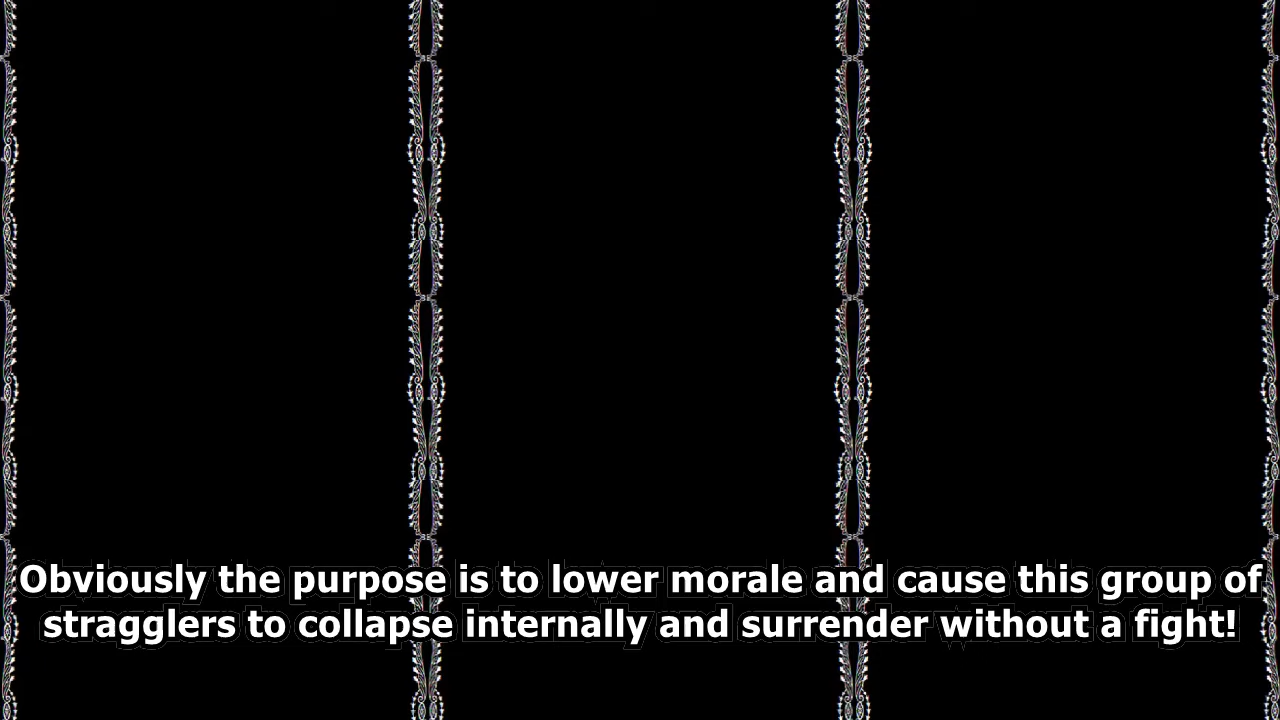 Obviously the purpose is to lower morale and cause this group of
stragglers to collapse internally and surrender without a fight!